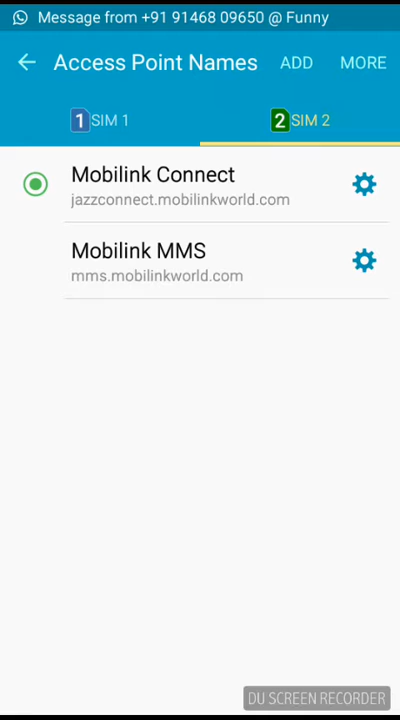 Message from +91 91468 09650 @ Funny
Access Point Names ADD MORE
1 SIM 1 2 SIM 2
Mobilink Connect
jazzconnect.mobilinkworld.com
Mobilink MMS
mms.mobilinkworld.com
DU SCREEN RECORDER